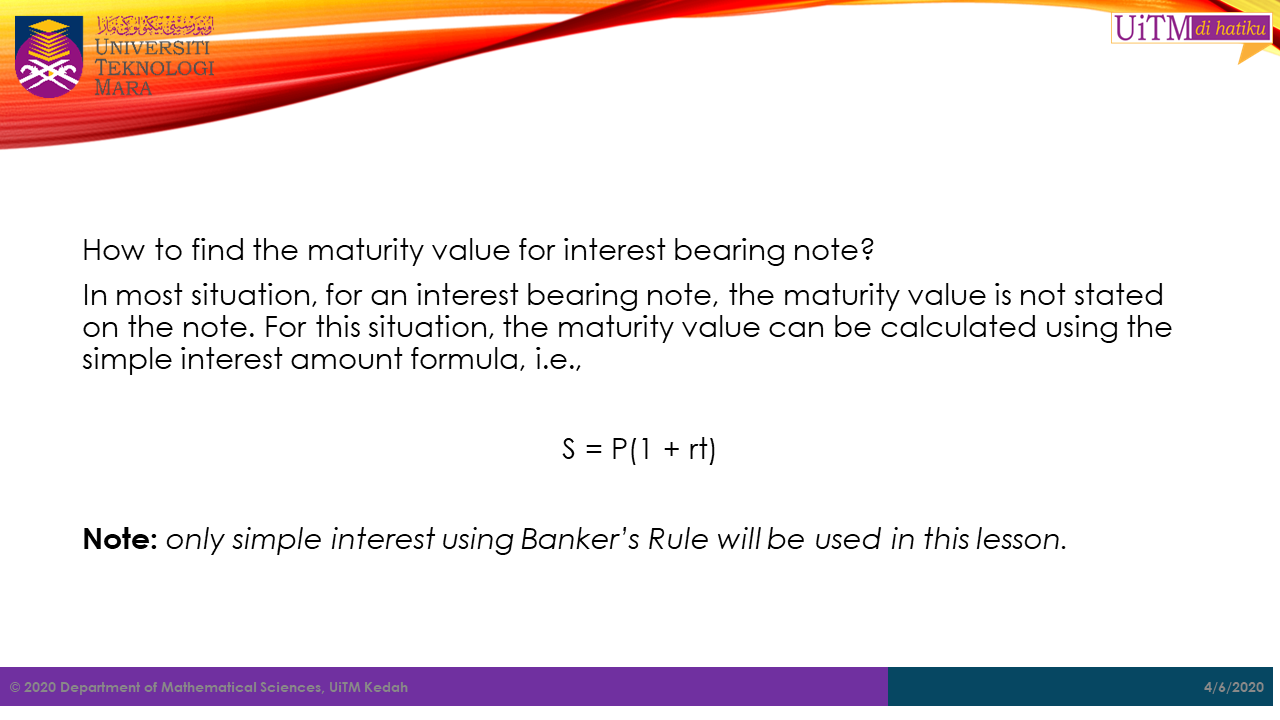 UNIVERSITI
TEKNOLOGI
MARA
UiTM di hatiku
How to find the maturity value for interest bearing note?
In most situation, for an interest bearing note, the maturity value is not stated
on the note. For this situation, the maturity value can be calculated using the
simple interest amount formula, i.e.,
S = P(1 + rt)
Note: only simple interest using Banker’s Rule will be used in this lesson.
© 2020 Department of Mathematical Sciences, UiTM Kedah
4/6/2020